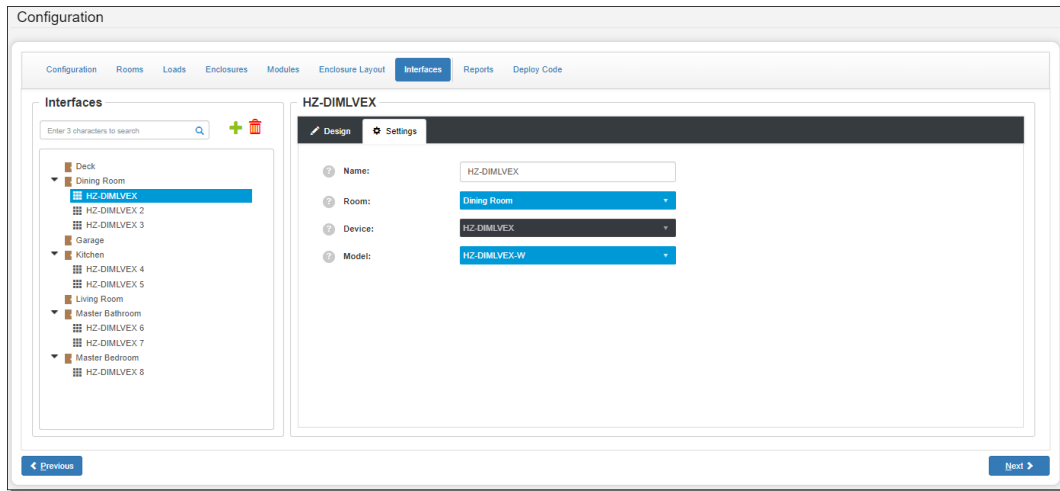 Configuration
Configuration Rooms Loads Enclosures Modules Enclosure Layout Interfaces Reports Deploy Code
Interfaces
Enter 3 characters to search
Deck
Dining Room
HZ-DIMLVEX
HZ-DIMLVEX 2
HZ-DIMLVEX 3
Garage
Kitchen
HZ-DIMLVEX 4
HZ-DIMLVEX 5
Living Room
Master Bathroom
HZ-DIMLVEX 6
HZ-DIMLVEX 7
Master Bedroom
HZ-DIMLVEX 8
HZ-DIMLVEX
Design Settings
? Name: HZ-DIMLVEX
? Room: Dining Room
? Device: HZ-DIMLVEX
? Model: HZ-DIMLVEX-W
Previous
Next